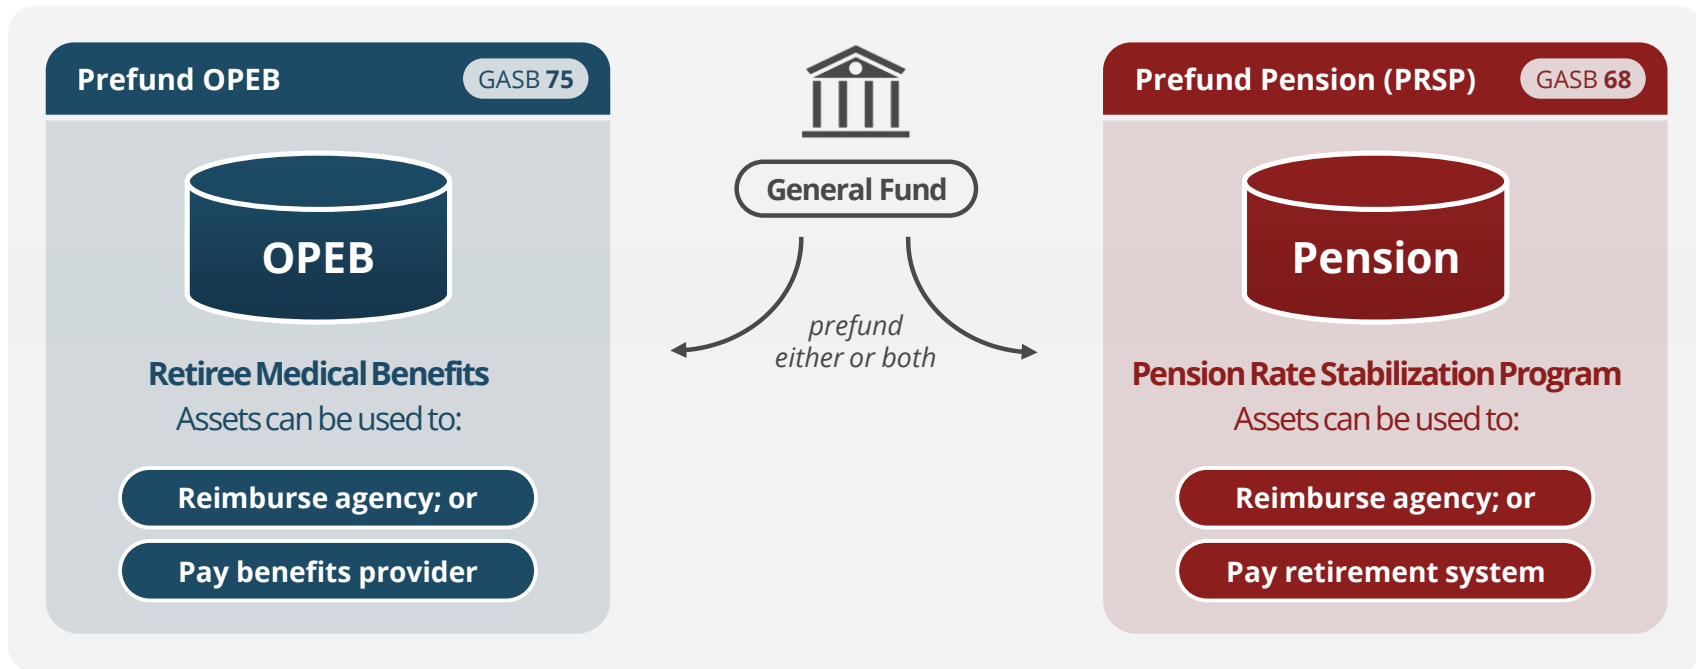 Prefund OPEB
GASB 75
OPEB
Retiree Medical Benefits
Assets can be used to:
Reimburse agency; or
Pay benefits provider
General Fund
prefund
either or both
Prefund Pension (PRSP)
GASB 68
Pension
Pension Rate Stabilization Program
Assets can be used to:
Reimburse agency; or
Pay retirement system